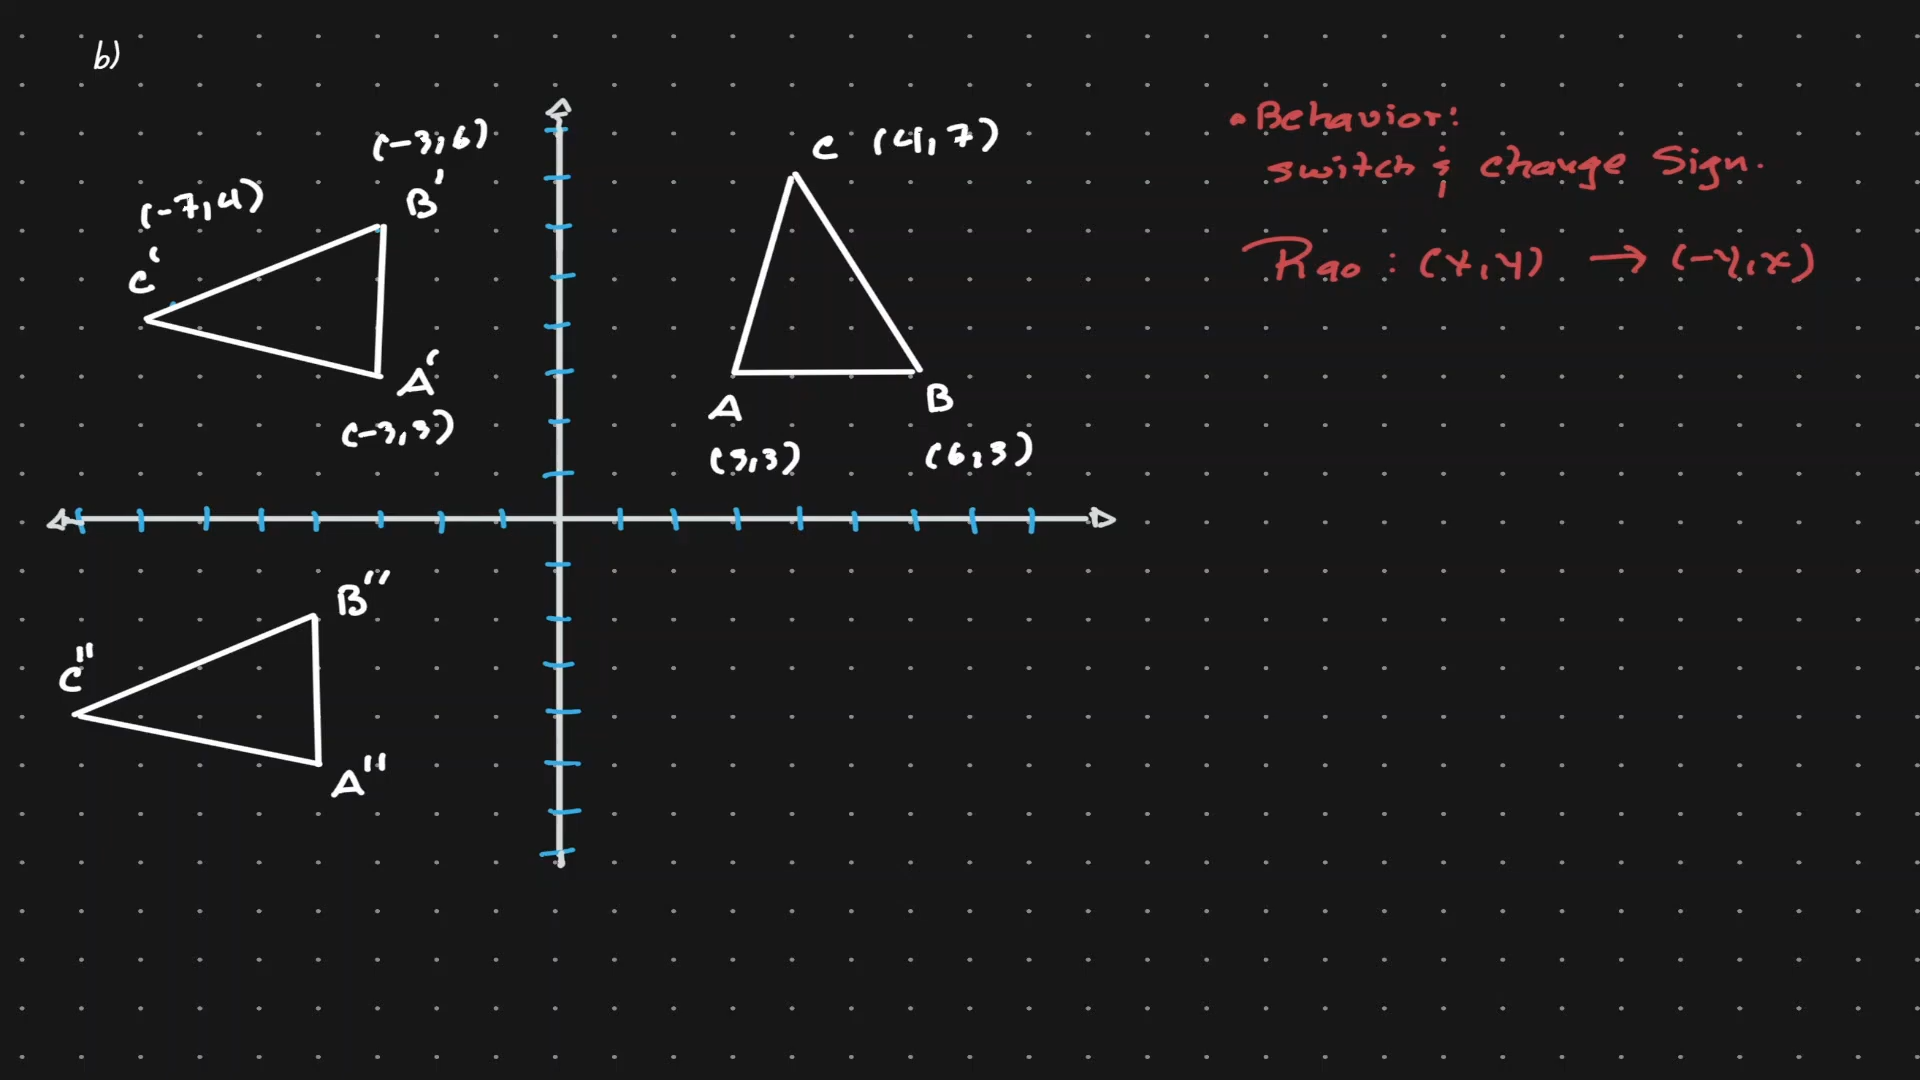 b)
(-3,6)
B'
(-7,4)
C'
A'
(-3,3)
C (4,7)
A
(3,3)
B
(6,3)
B''
C''
A''
• Behavior:
switch & change Sign.
R90 : (x,y) → (-y,x)